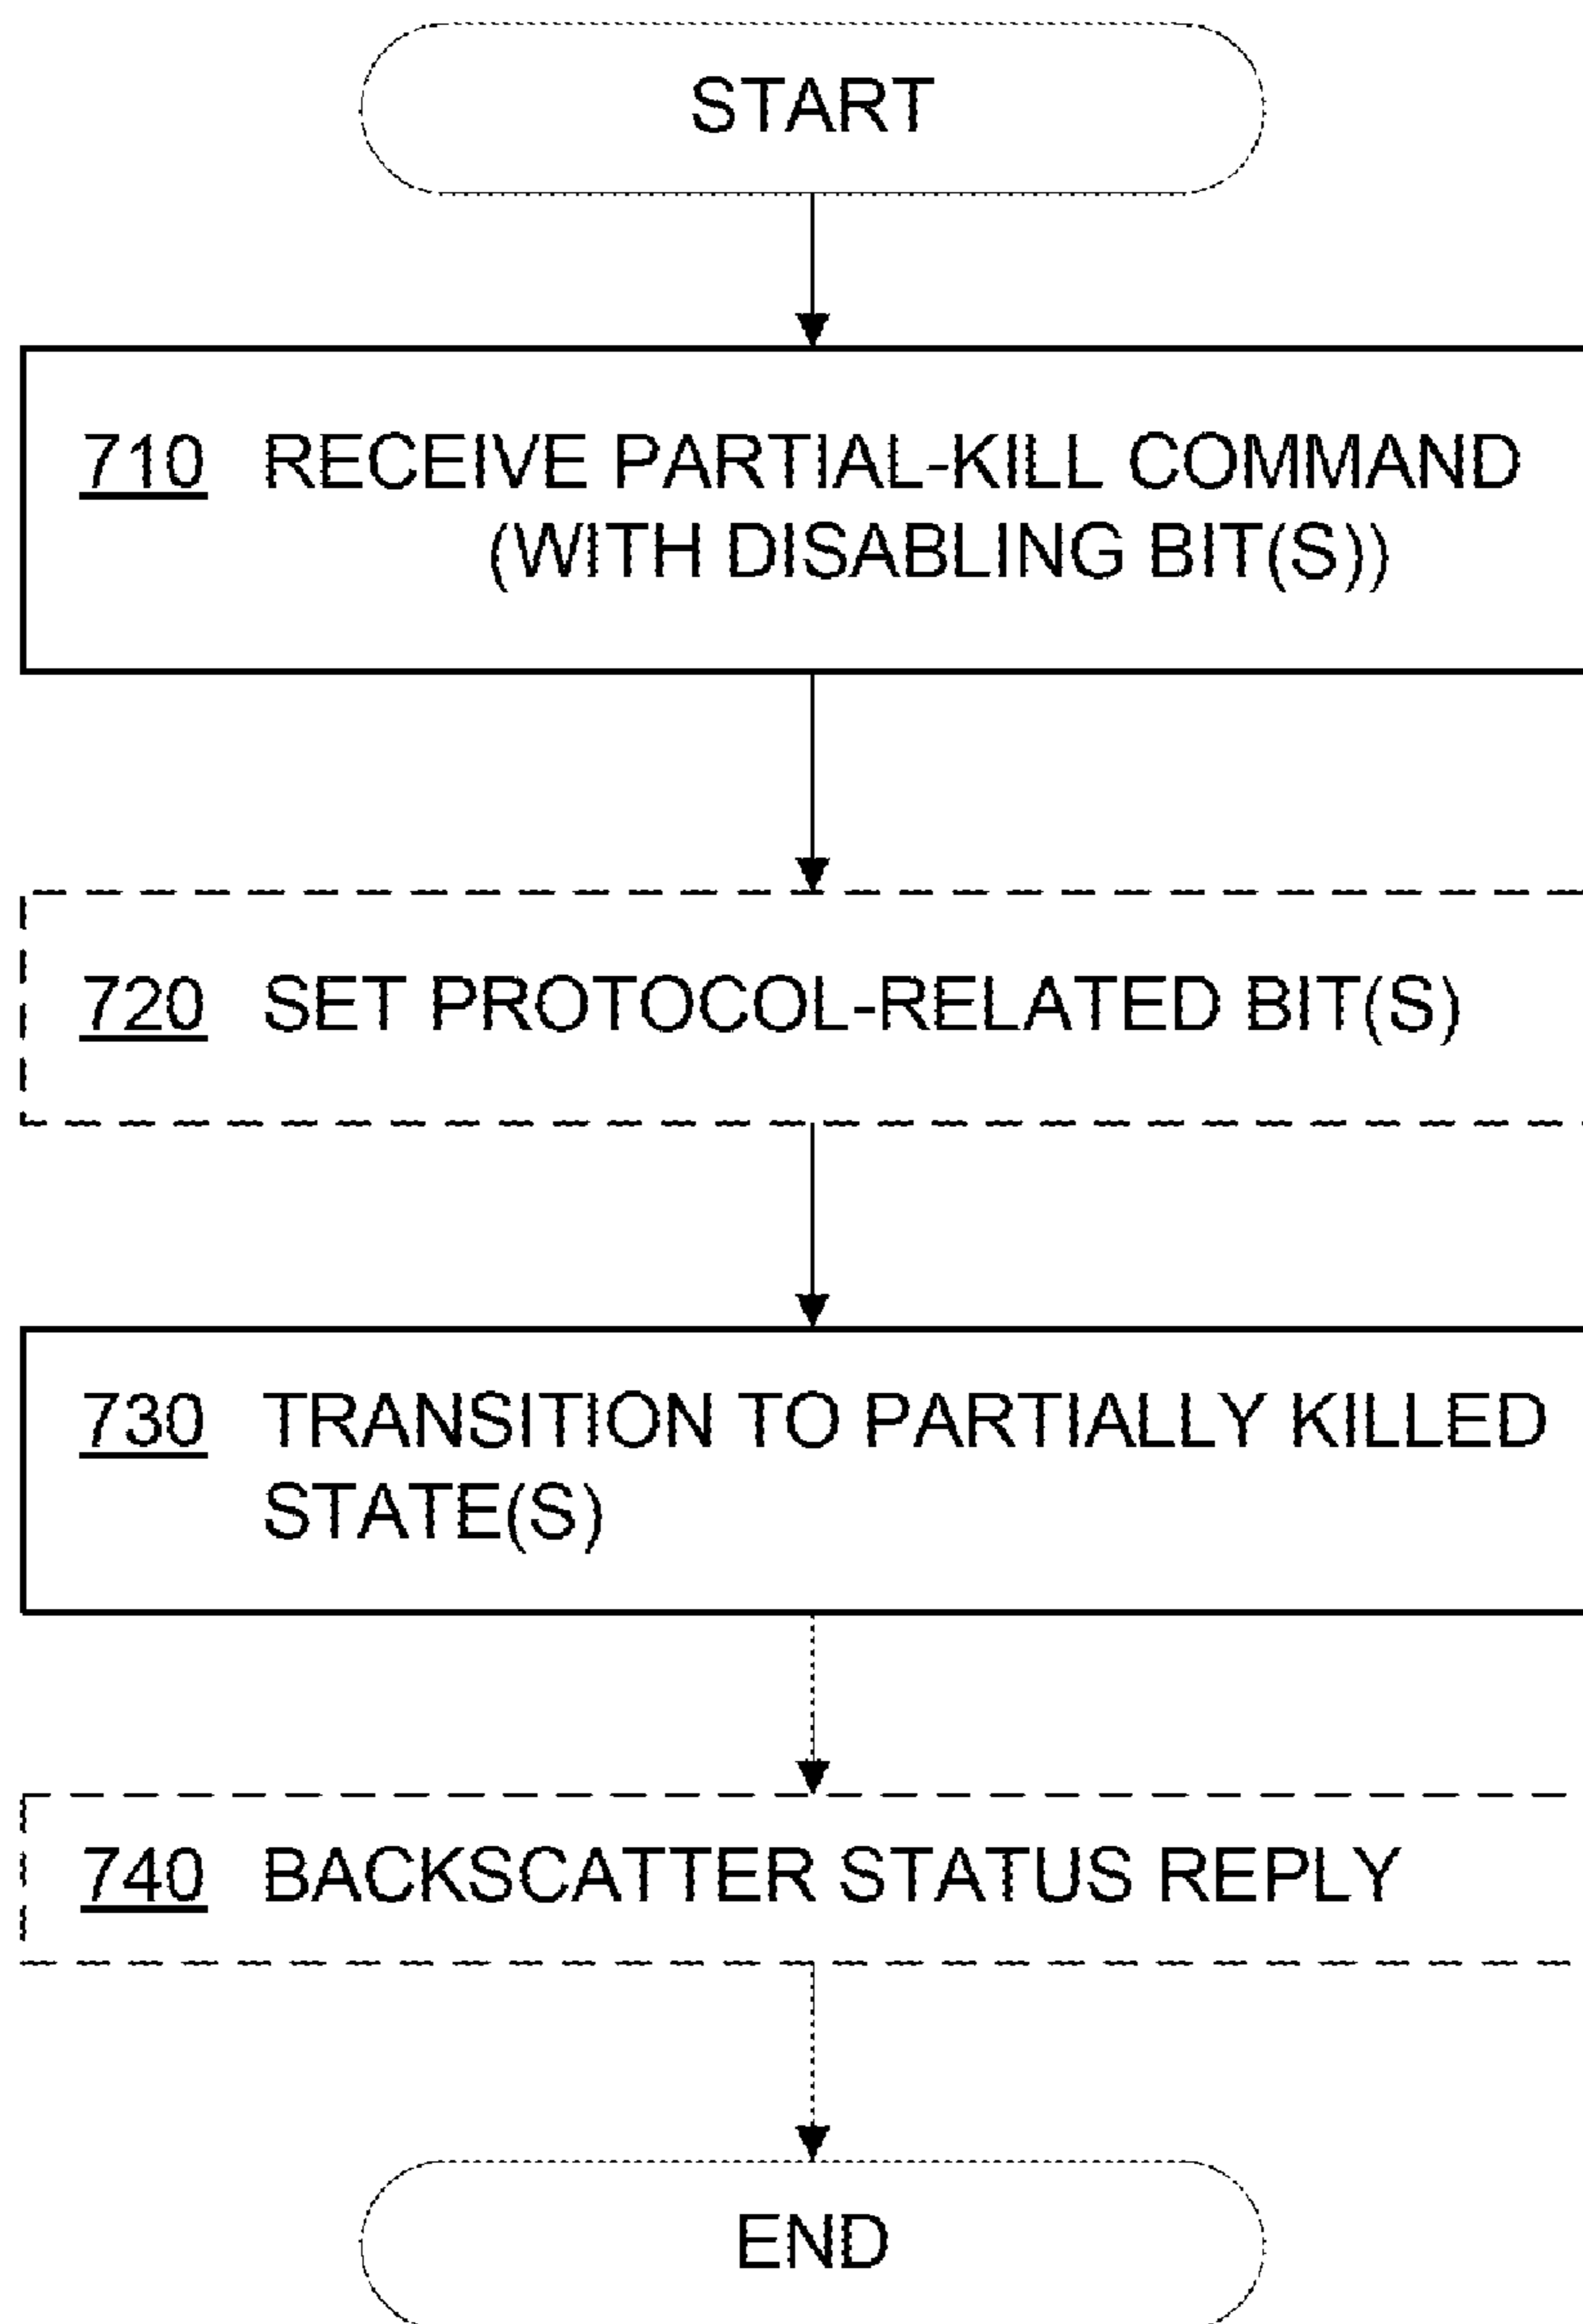 START
710 RECEIVE PARTIAL-KILL COMMAND
(WITH DISABLING BIT(S))
720 SET PROTOCOL-RELATED BIT(S)
730 TRANSITION TO PARTIALLY KILLED
STATE(S)
740 BACKSCATTER STATUS REPLY
END